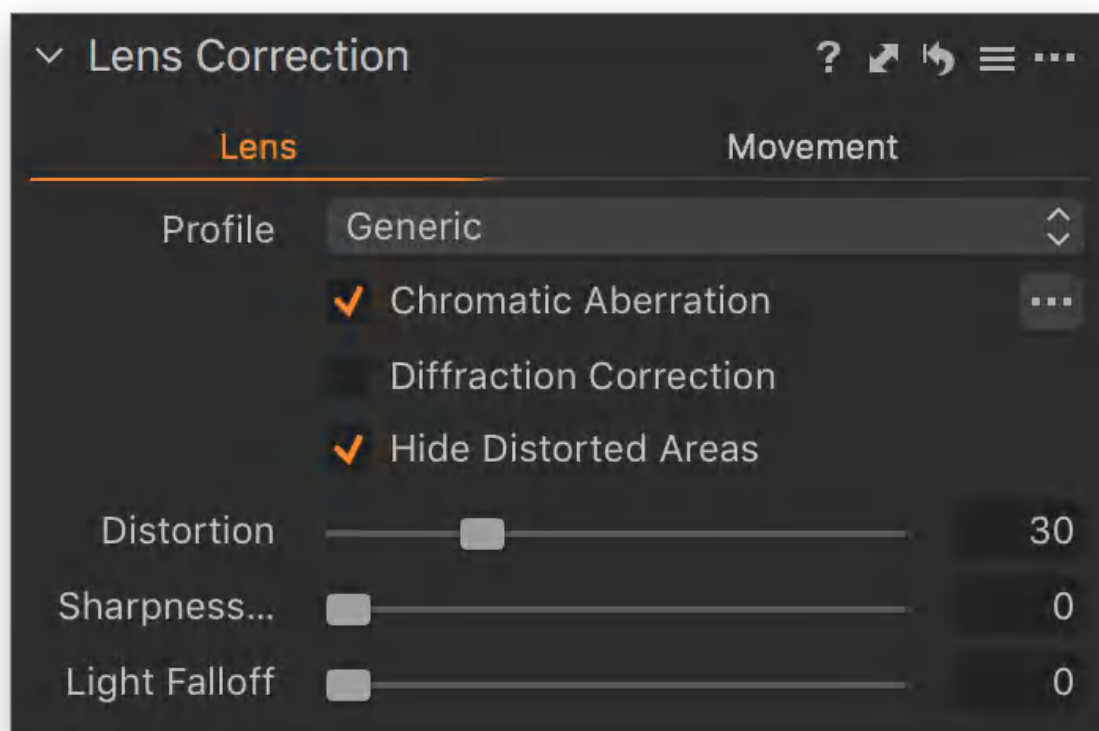 Lens Correction ? ...
Lens Movement
Profile Generic
Chromatic Aberration ...
Diffraction Correction
Hide Distorted Areas
Distortion 30
Sharpness... 0
Light Falloff 0